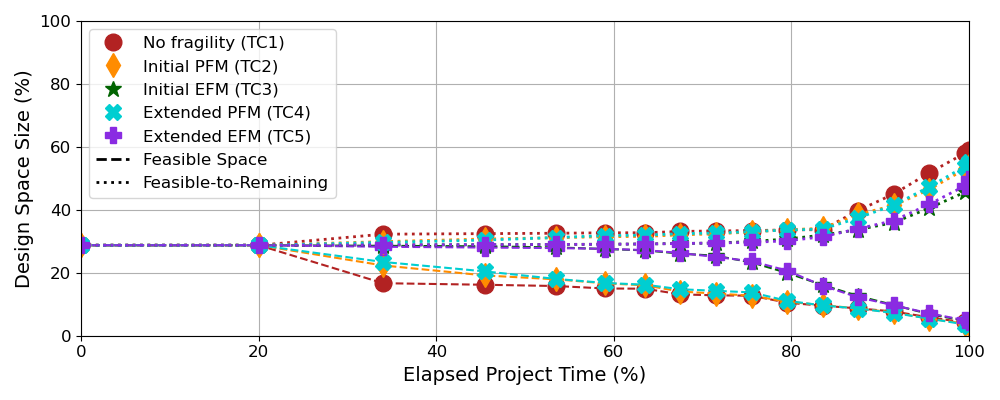 100
80
60
40
20
0
0
20
40
60
80
100
Design Space Size (%)
Elapsed Project Time (%)
No fragility (TC1)
Initial PFM (TC2)
Initial EFM (TC3)
Extended PFM (TC4)
Extended EFM (TC5)
Feasible Space
Feasible-to-Remaining